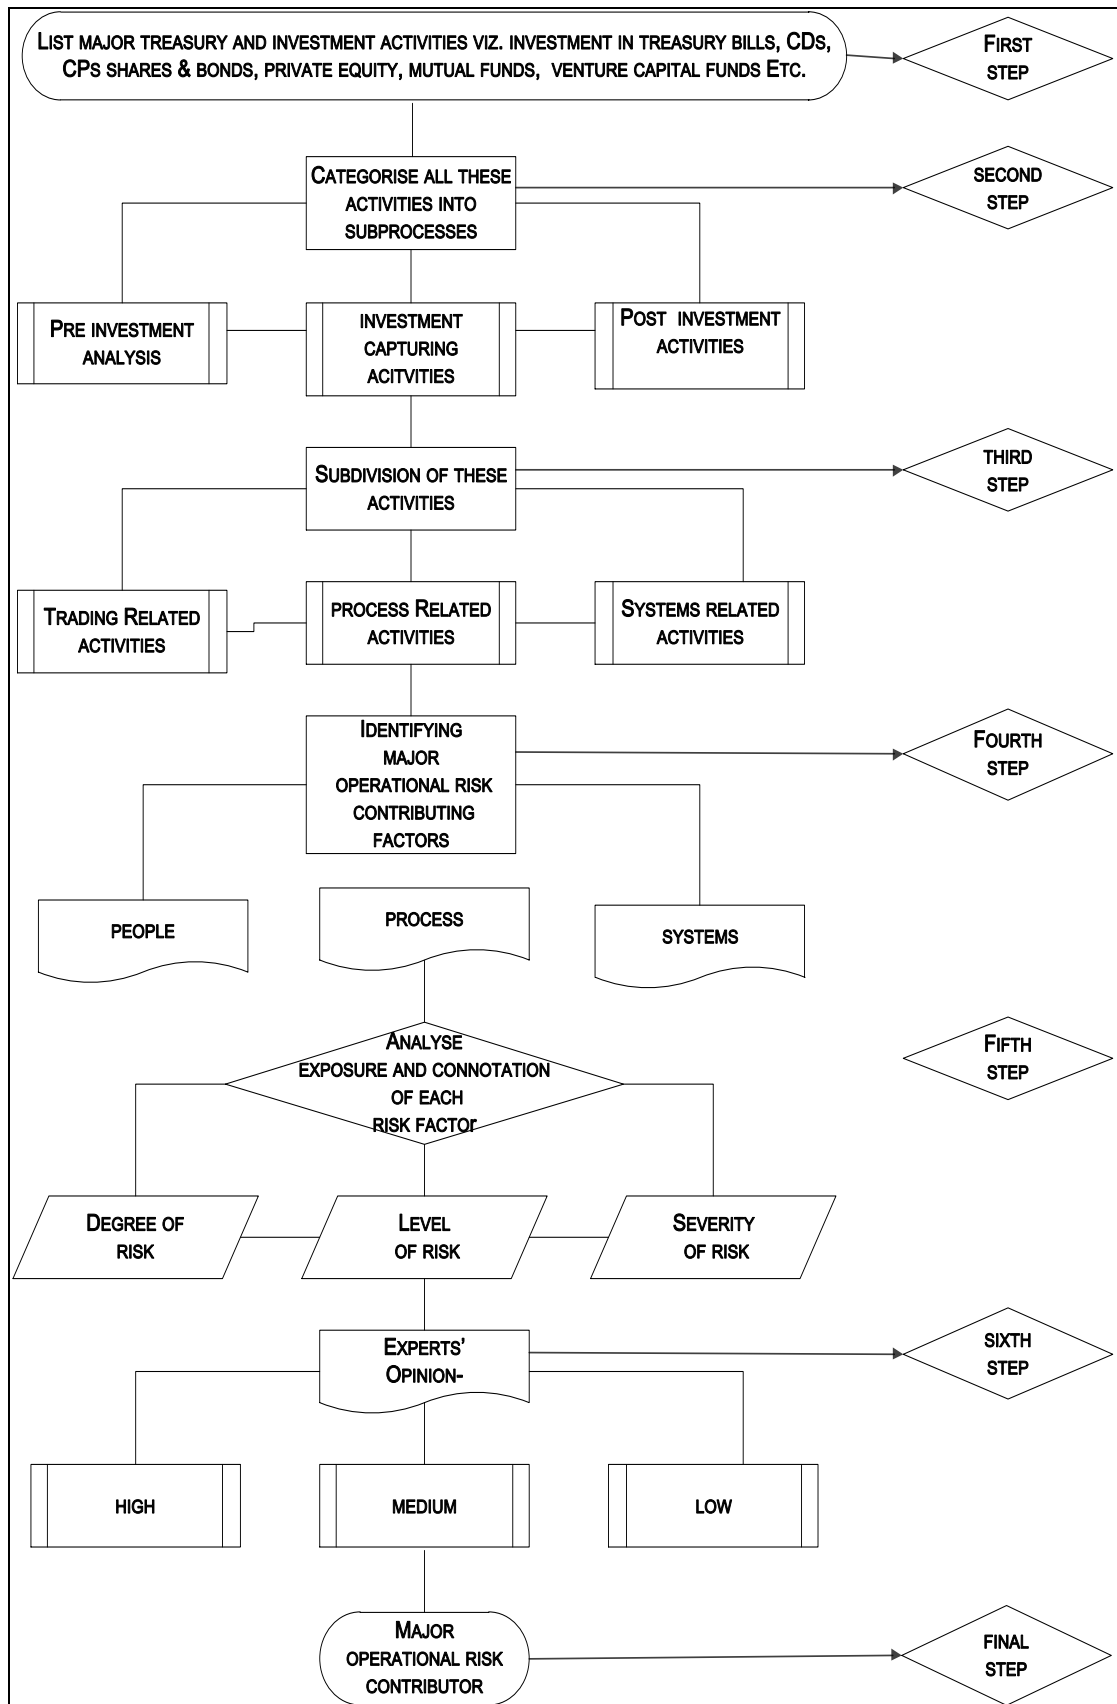 LIST MAJOR TREASURY AND INVESTMENT ACTIVITIES VIZ. INVESTMENT IN TREASURY BILLS, CDS,
CPS SHARES & BONDS, PRIVATE EQUITY, MUTUAL FUNDS, VENTURE CAPITAL FUNDS ETC.
FIRST
STEP
CATEGORISE ALL THESE
ACTIVITIES INTO
SUBPROCESSES
SECOND
STEP
PRE INVESTMENT
ANALYSIS
INVESTMENT
CAPTURING
ACITVITIES
POST INVESTMENT
ACTIVITIES
SUBDIVISION OF THESE
ACTIVITIES
THIRD
STEP
TRADING RELATED
ACTIVITIES
PROCESS RELATED
ACTIVITIES
SYSTEMS RELATED
ACTIVITIES
IDENTIFYING
MAJOR
OPERATIONAL RISK
CONTRIBUTING
FACTORS
FOURTH
STEP
PEOPLE
PROCESS
SYSTEMS
ANALYSE
EXPOSURE AND CONNOTATION
OF EACH
RISK FACTOr
FIFTH
STEP
DEGREE OF
RISK
LEVEL
OF RISK
SEVERITY
OF RISK
EXPERTS'
OPINION-
SIXTH
STEP
HIGH
MEDIUM
LOW
MAJOR
OPERATIONAL RISK
CONTRIBUTOR
FINAL
STEP